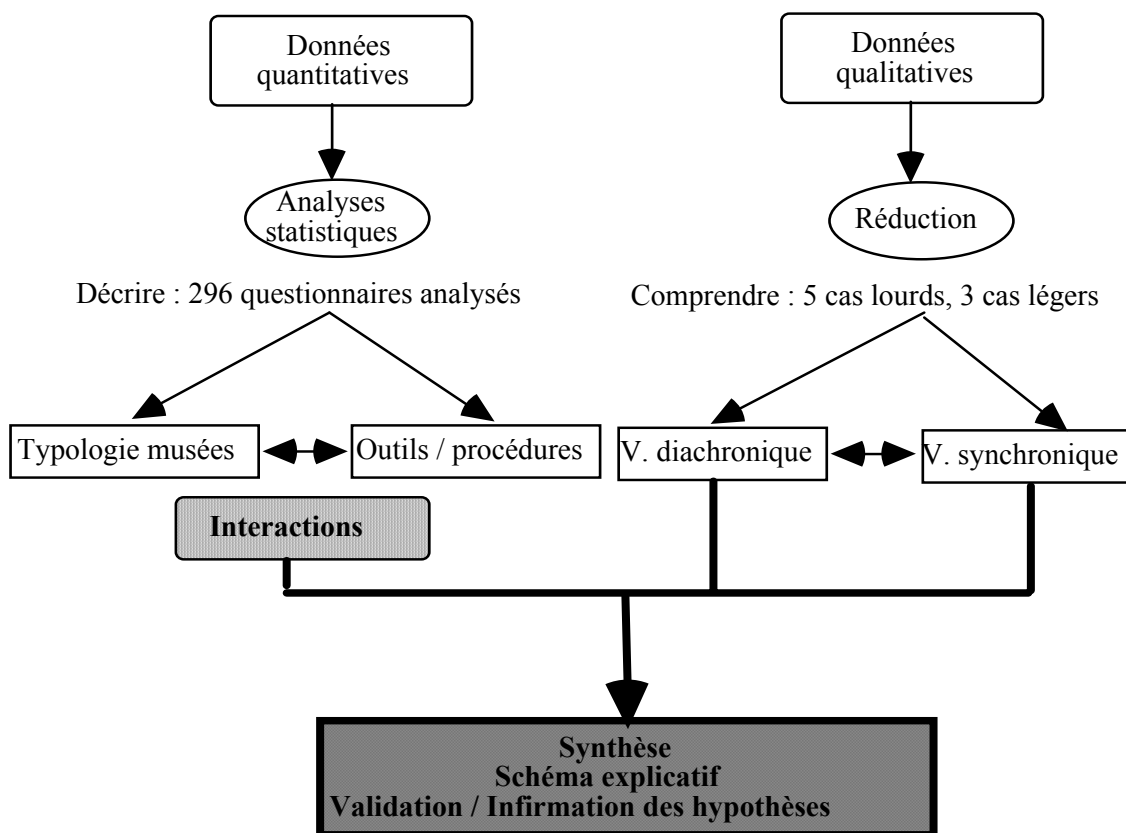 Données
quantitatives
Données
qualitatives
Analyses
statistiques
Réduction
Décrire : 296 questionnaires analysés
Comprendre : 5 cas lourds, 3 cas légers
Typologie musées
Outils / procédures
V. diachronique
V. synchronique
Interactions
Synthèse
Schéma explicatif
Validation / Infirmation des hypothèses